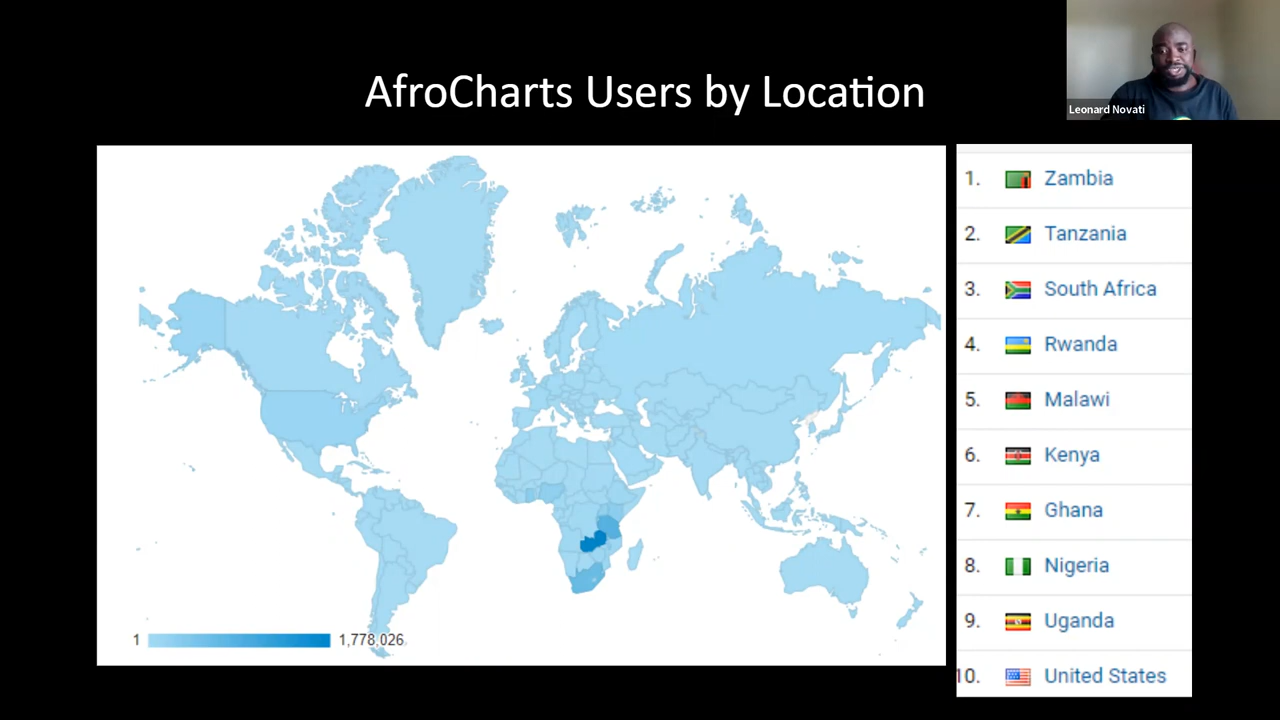 AfroCharts Users by Location
Leonard Novati
1. Zambia
2. Tanzania
3. South Africa
4. Rwanda
5. Malawi
6. Kenya
7. Ghana
8. Nigeria
9. Uganda
10. United States
1 1,778,026